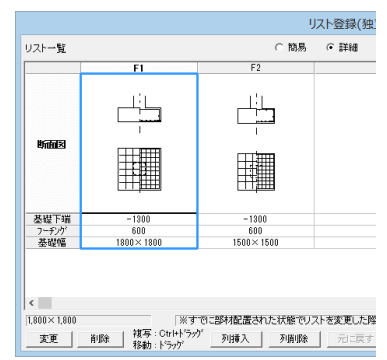 リスト登録(独
リスト一覧 簡易 詳細
F1 F2
断面図
基礎下端 -1300 -1300
フーチング 600 600
基礎幅 1800×1800 1500×1500
1,800×1,800 ※すでに部材配置された状態でリストを変更した際
変更 削除 複写：Ctrl+ドラッグ 列挿入 列削除 元に戻す
移動：ドラッグ